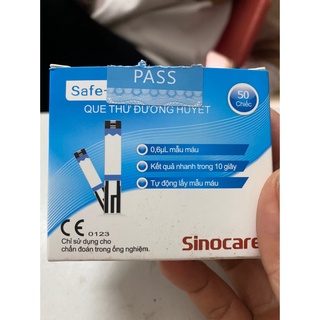 PASS
Safe-
50
Chiếc
QUE THỬ ĐƯỜNG HUYẾT
0,6µL mẫu máu
Kết quả nhanh trong 10 giây
Tự động lấy mẫu máu
CE 0123
Chỉ sử dụng cho
chẩn đoán trong ống nghiệm.
Sinocare